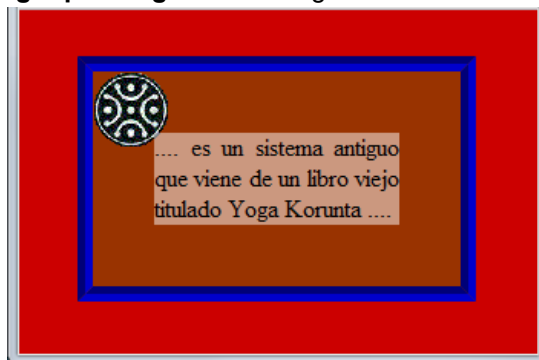 .... es un sistema antiguo
que viene de un libro viejo
titulado Yoga Korunta ....